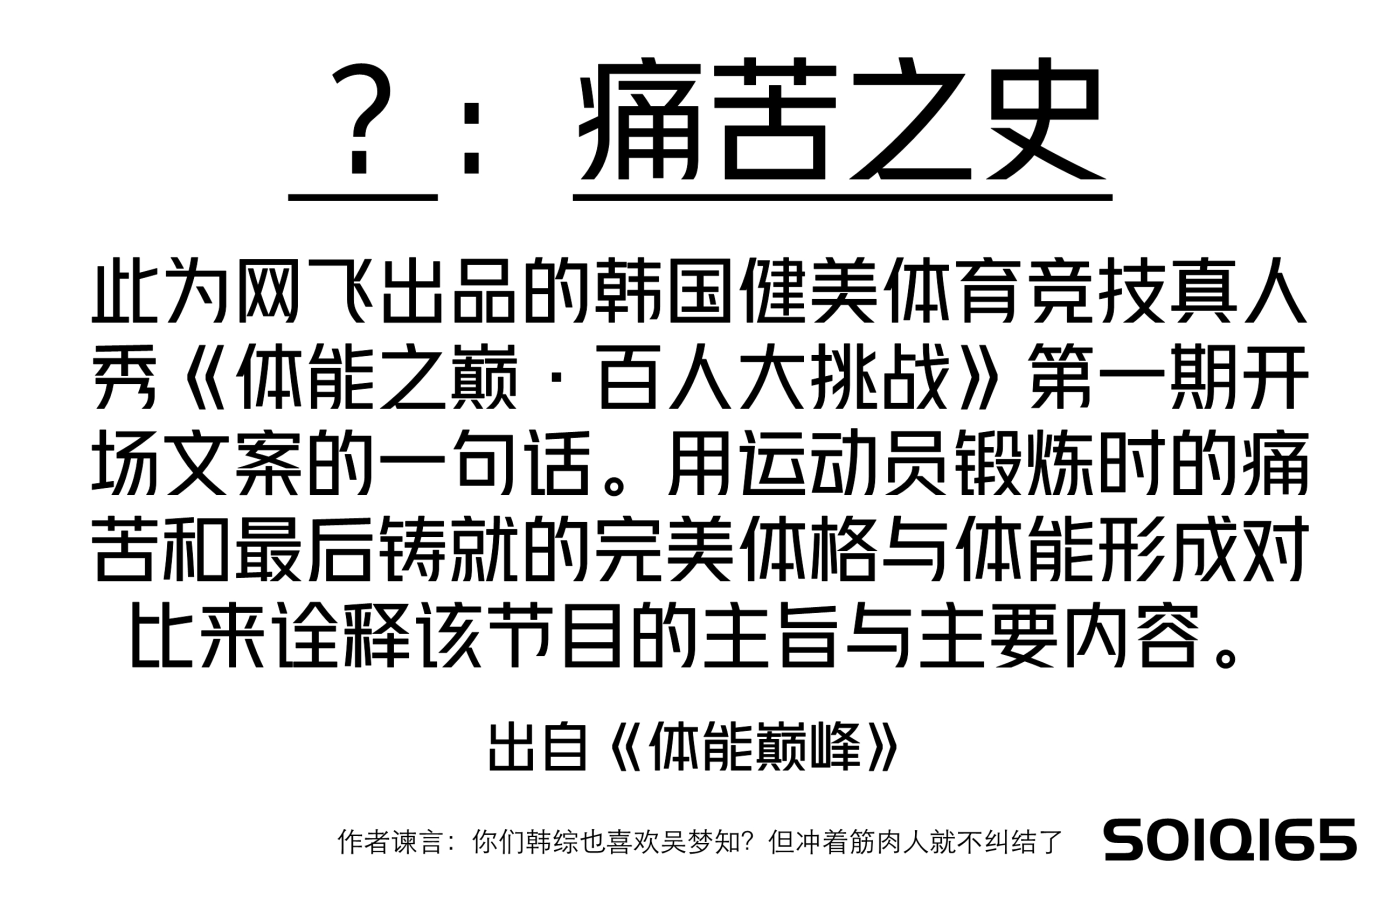 ？：痛苦之史
此为网飞出品的韩国健美体育竞技真人
秀《体能之巅·百人大挑战》第一期开
场文案的一句话。用运动员锻炼时的痛
苦和最后铸就的完美体格与体能形成对
比来诠释该节目的主旨与主要内容。
出自《体能巅峰》
作者谏言：你们韩综也喜欢吴梦知？但冲着筋肉人就不纠结了
SOIQI65